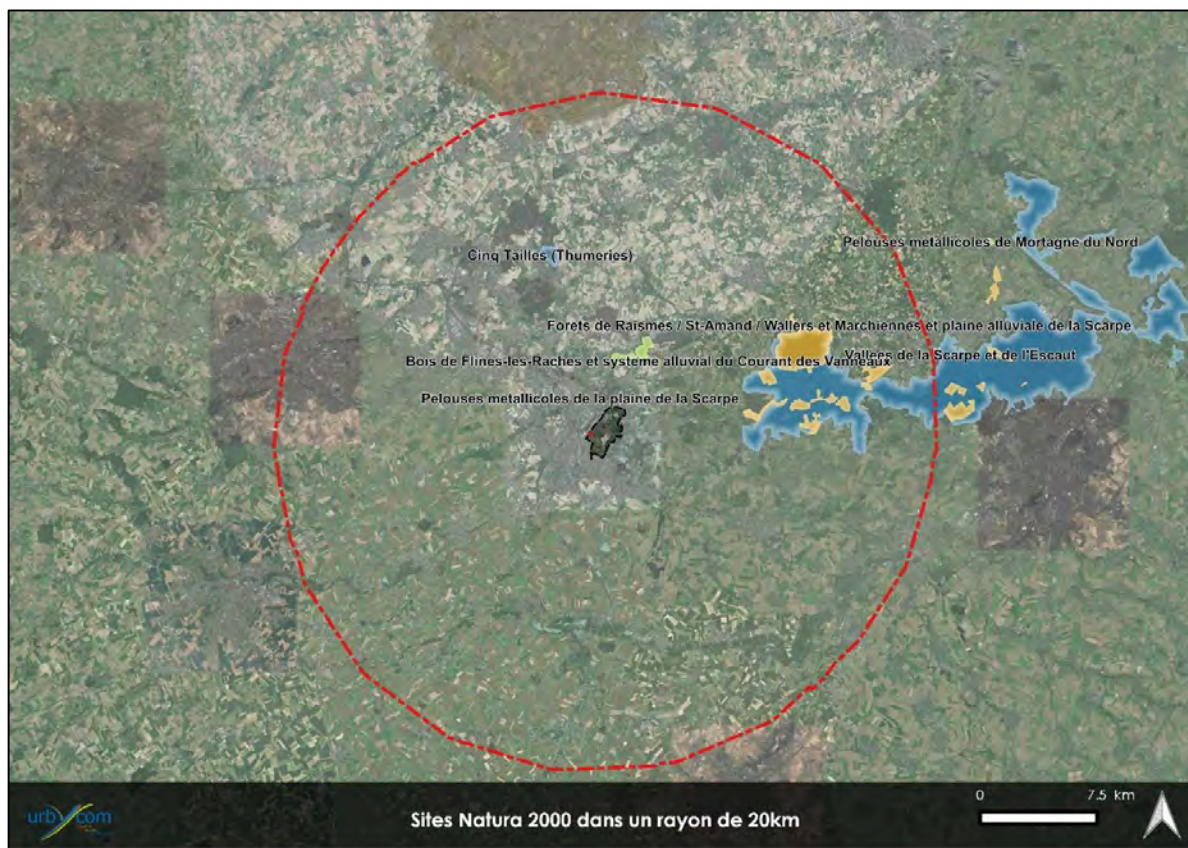 Pelouses metallicoles de Mortagne du Nord
Cinq Tailles (Thumeries)
Forets de Raismes / St-Amand / Wallers et Marchiennes et plaine alluviale de la Scarpe
Vallees de la Scarpe et de l'Escaut
Bois de Flines-les-Raches et systeme alluvial du Courant des Vanneaux
Pelouses metallicoles de la plaine de la Scarpe
urbycom
Sites Natura 2000 dans un rayon de 20km
0 7.5 km